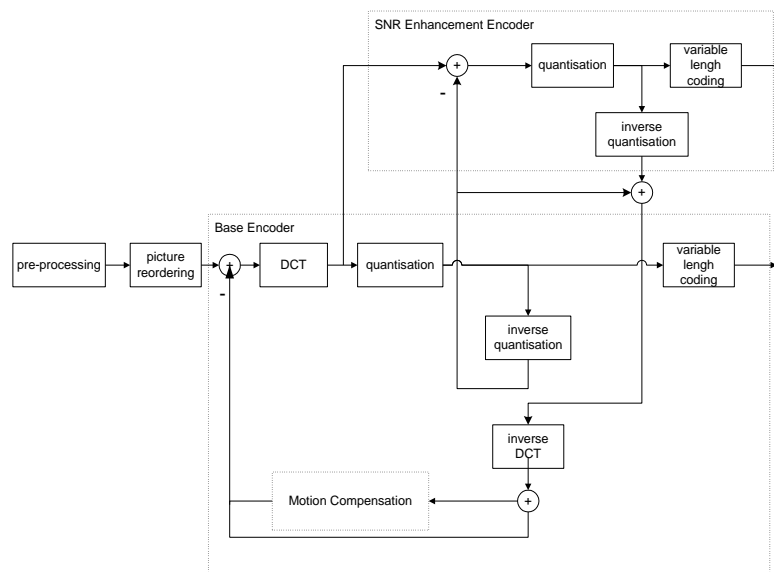 SNR Enhancement Encoder
+
quantisation
variable
lengh
coding
-
inverse
quantisation
+
Base Encoder
pre-processing
picture
reordering
+
DCT
quantisation
variable
lengh
coding
-
inverse
quantisation
inverse
DCT
Motion Compensation
+